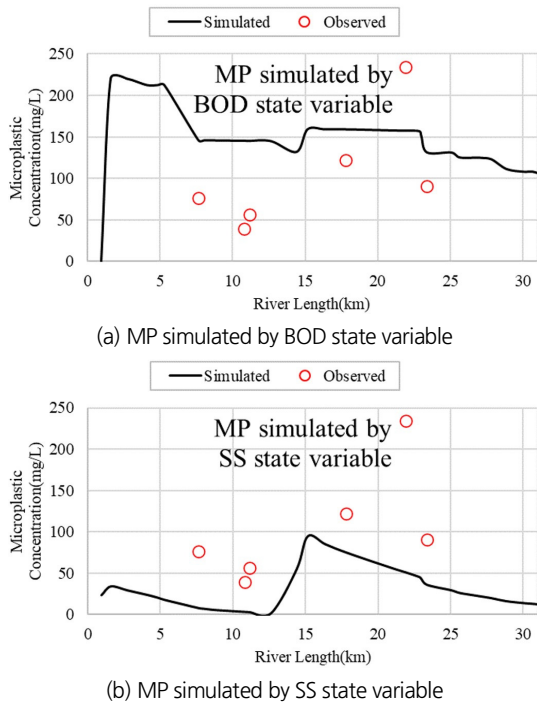 Simulated Observed
250
200
150
100
50
0
Microplastic
Concentration(mg/L)
MP simulated by
BOD state variable
0 5 10 15 20 25 30
River Length(km)
(a) MP simulated by BOD state variable
Simulated Observed
250
200
150
100
50
0
Microplastic
Concentration(mg/L)
MP simulated by
SS state variable
0 5 10 15 20 25 30
River Length(km)
(b) MP simulated by SS state variable